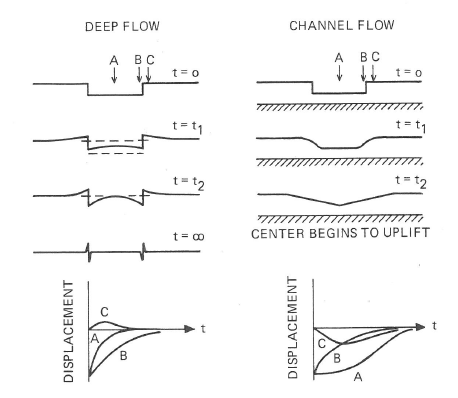 DEEP FLOW
A B C
t = o
t = t1
t = t2
t = ∞
DISPLACEMENT
C
A
B
t
CHANNEL FLOW
A B C
t = o
t = t1
t = t2
CENTER BEGINS TO UPLIFT
DISPLACEMENT
C
B
A
t